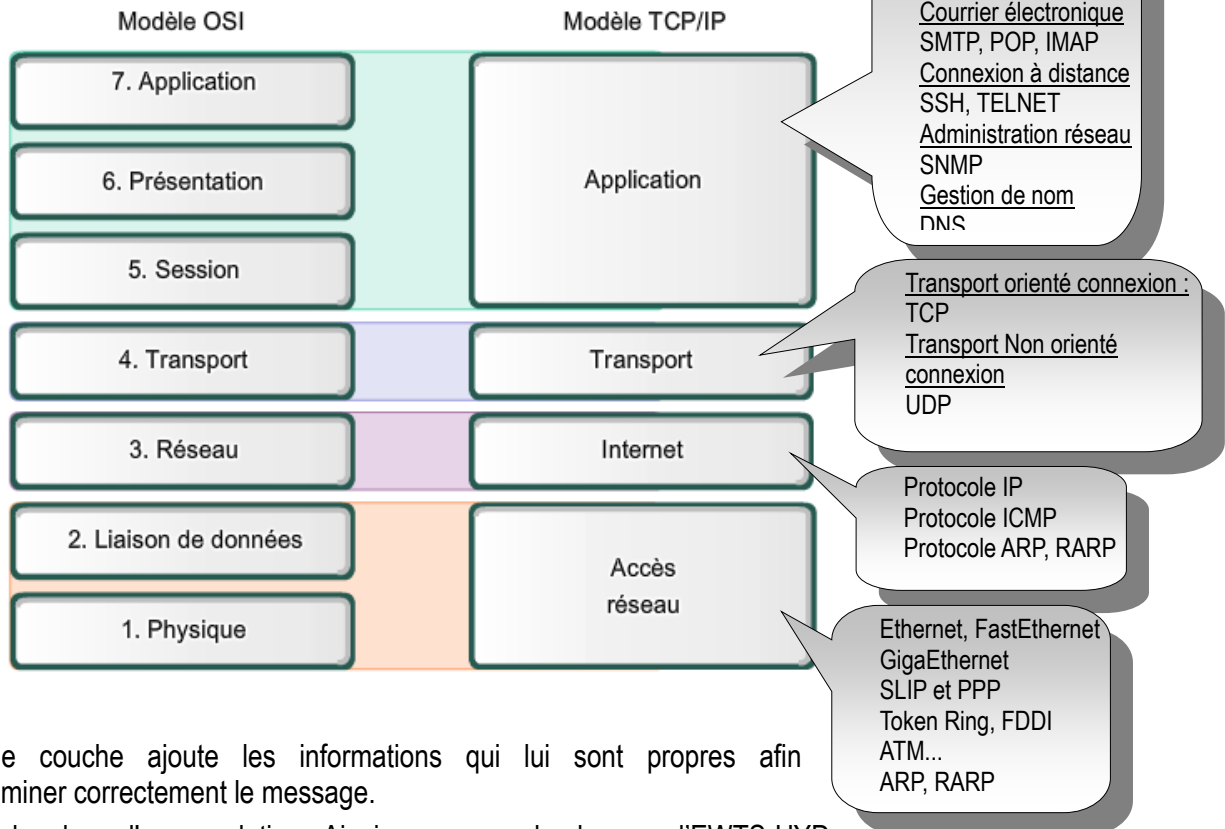 Modèle OSI
7. Application
6. Présentation
5. Session
4. Transport
3. Réseau
2. Liaison de données
1. Physique
Modèle TCP/IP
Application
Transport
Internet
Accès
réseau
Courrier électronique
SMTP, POP, IMAP
Connexion à distance
SSH, TELNET
Administration réseau
SNMP
Gestion de nom
DNS
Transport orienté connexion :
TCP
Transport Non orienté
connexion
UDP
Protocole IP
Protocole ICMP
Protocole ARP, RARP
Ethernet, FastEthernet
GigaEthernet
SLIP et PPP
Token Ring, FDDI
ATM...
ARP, RARP
e couche ajoute les informations qui lui sont propres afin
miner correctement le message.